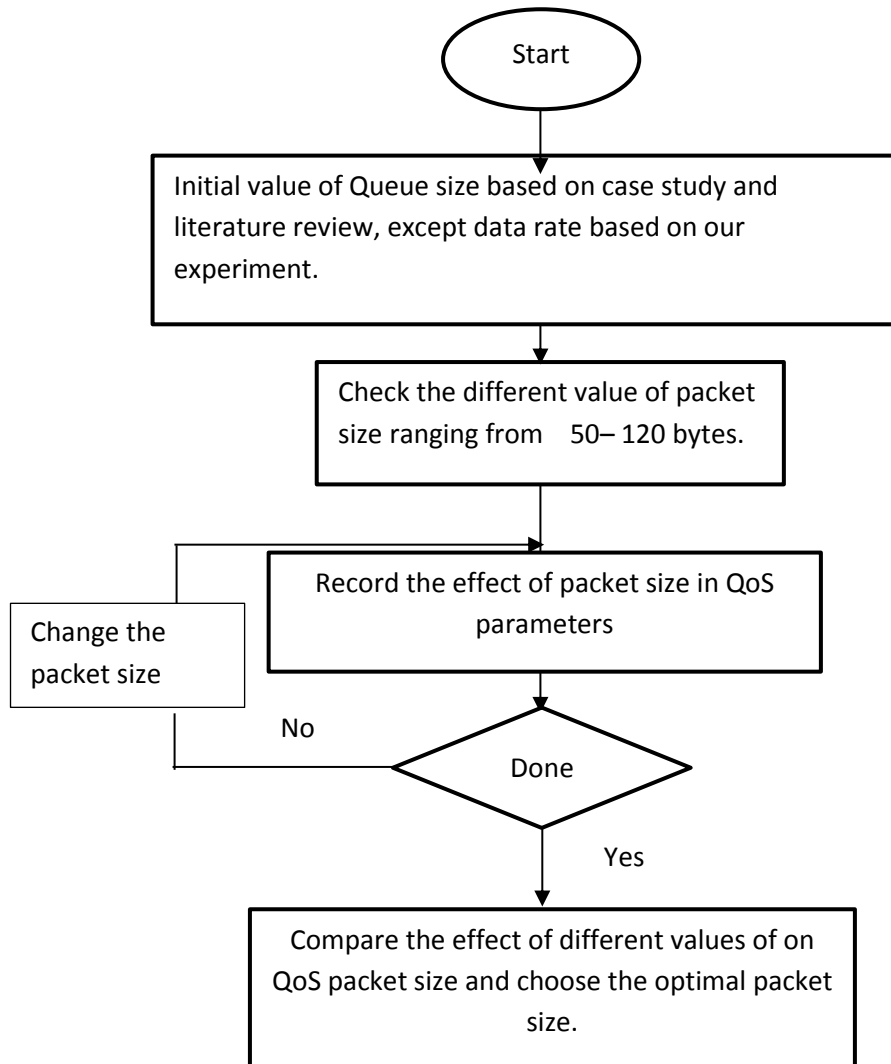 Start
Initial value of Queue size based on case study and
literature review, except data rate based on our
experiment.
Check the different value of packet
size ranging from 50– 120 bytes.
Record the effect of packet size in QoS
parameters
Change the
packet size
No
Done
Yes
Compare the effect of different values of on
QoS packet size and choose the optimal packet
size.